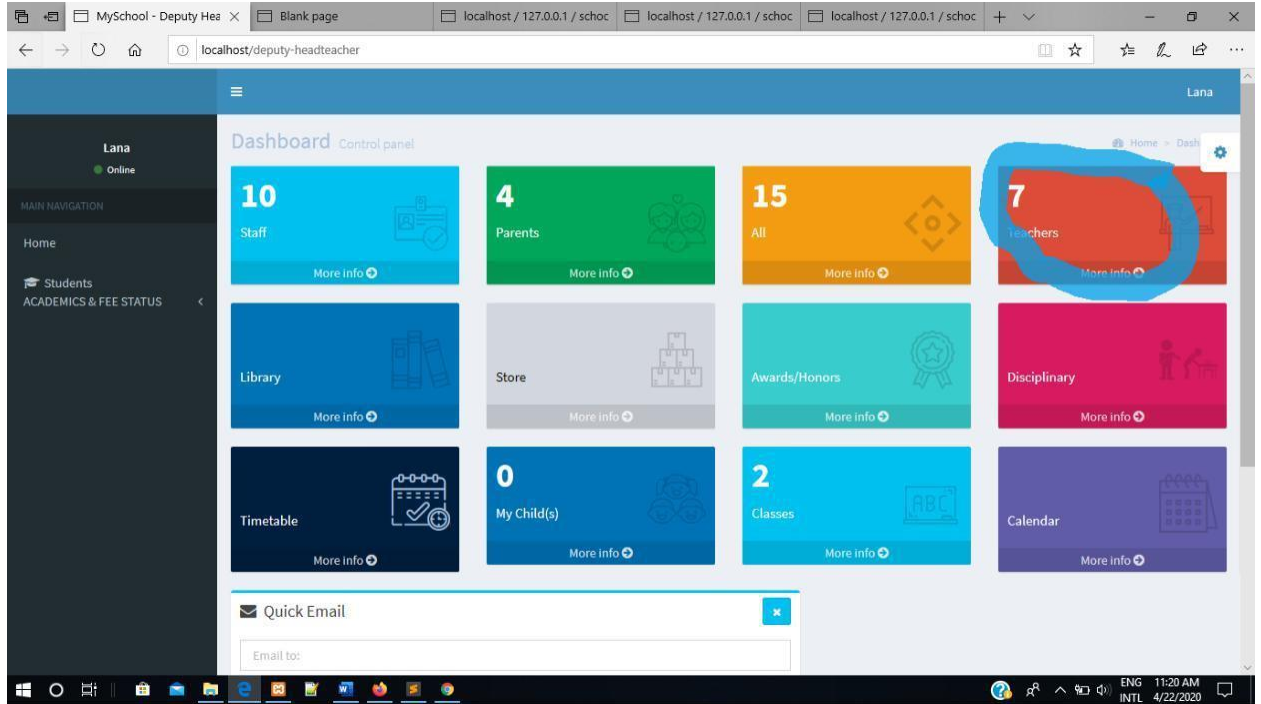 MySchool - Deputy Hea
Blank page
localhost / 127.0.0.1 / schoc
localhost / 127.0.0.1 / schoc
localhost / 127.0.0.1 / schoc
localhost/deputy-headteacher
Lana
Lana
Online
MAIN NAVIGATION
Home
Students
ACADEMICS & FEE STATUS
Dashboard Control panel
Home > Dash
10
Staff
More info
4
Parents
More info
15
All
More info
7
Teachers
More info
Library
More info
Store
More info
Awards/Honors
More info
Disciplinary
More info
Timetable
More info
0
My Child(s)
More info
2
Classes
ABC
More info
Calendar
More info
Quick Email
Email to:
ENG 11:20 AM
INTL 4/22/2020